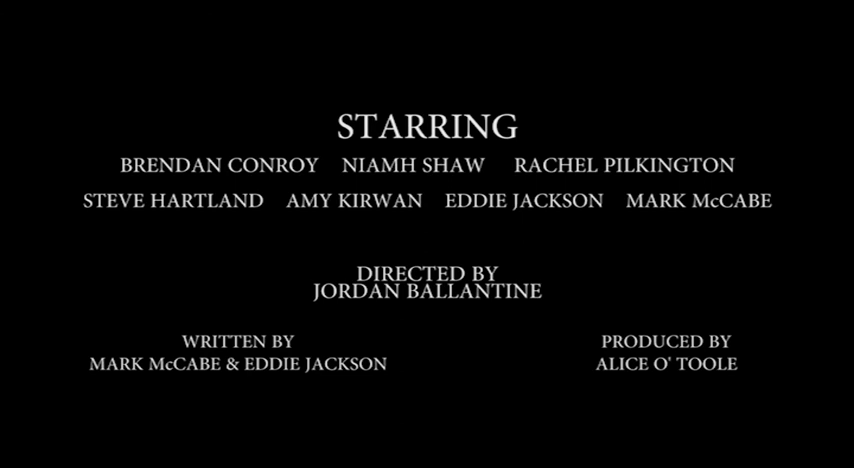 STARRING
BRENDAN CONROY NIAMH SHAW RACHEL PILKINGTON
STEVE HARTLAND AMY KIRWAN EDDIE JACKSON MARK McCABE
DIRECTED BY
JORDAN BALLANTINE
WRITTEN BY
MARK McCABE & EDDIE JACKSON
PRODUCED BY
ALICE O' TOOLE